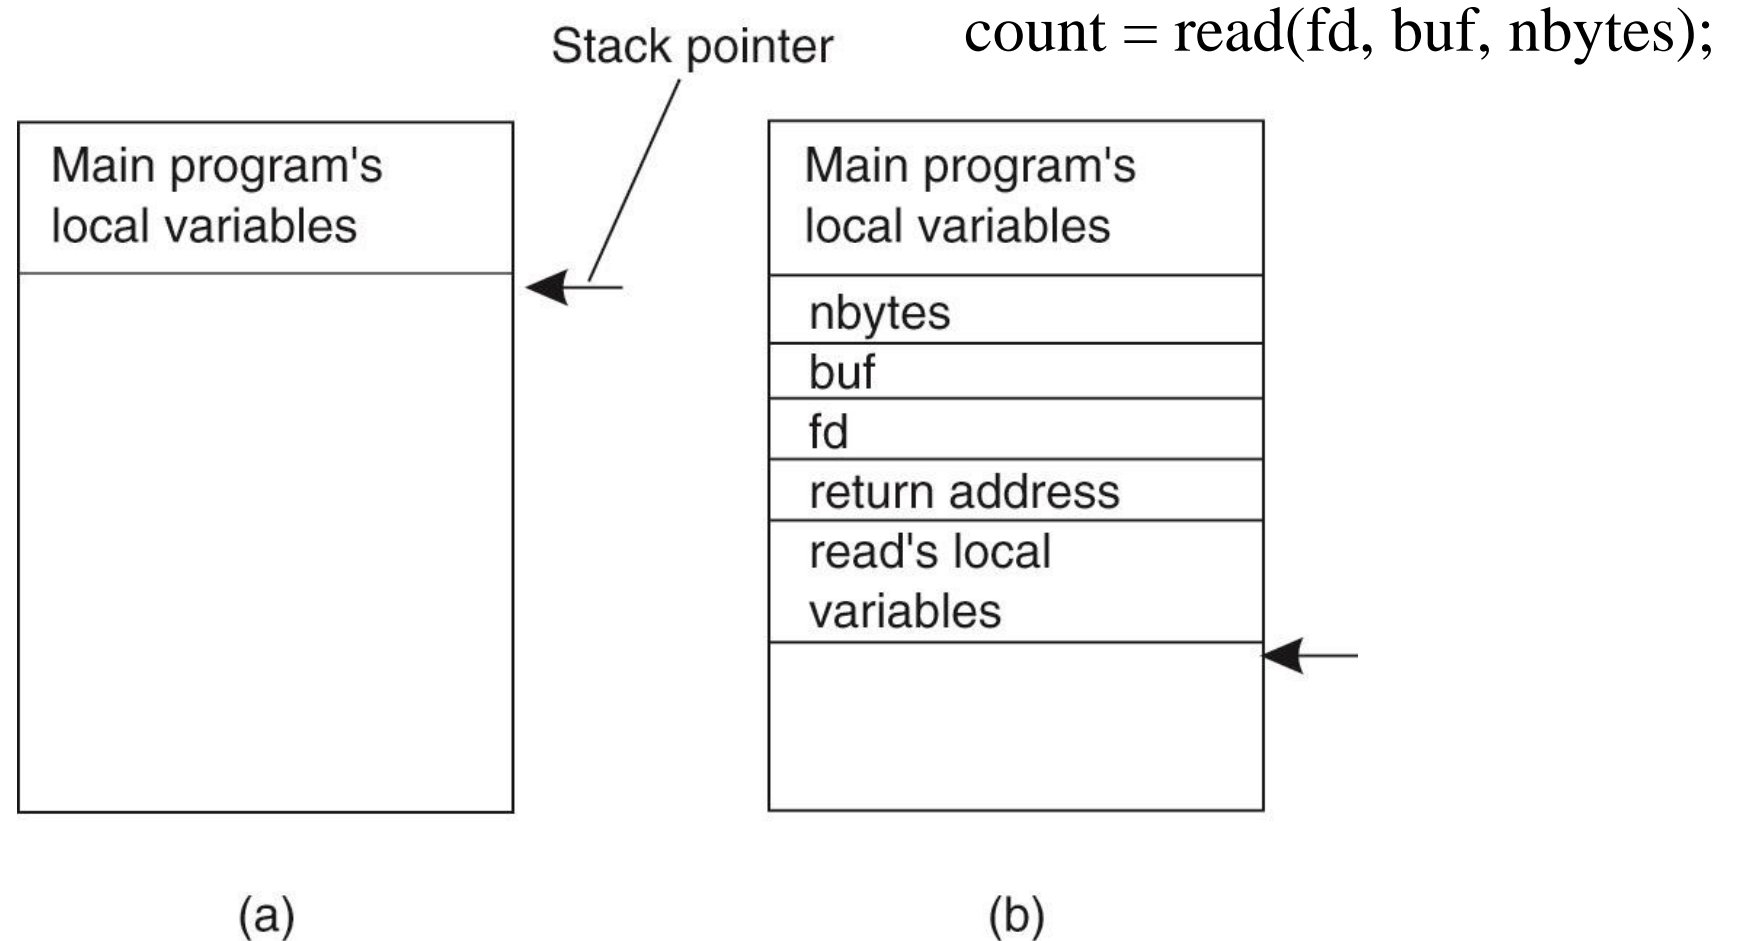 count = read(fd, buf, nbytes);
Stack pointer
Main program's
local variables
Main program's
local variables
nbytes
buf
fd
return address
read's local
variables
(a)
(b)